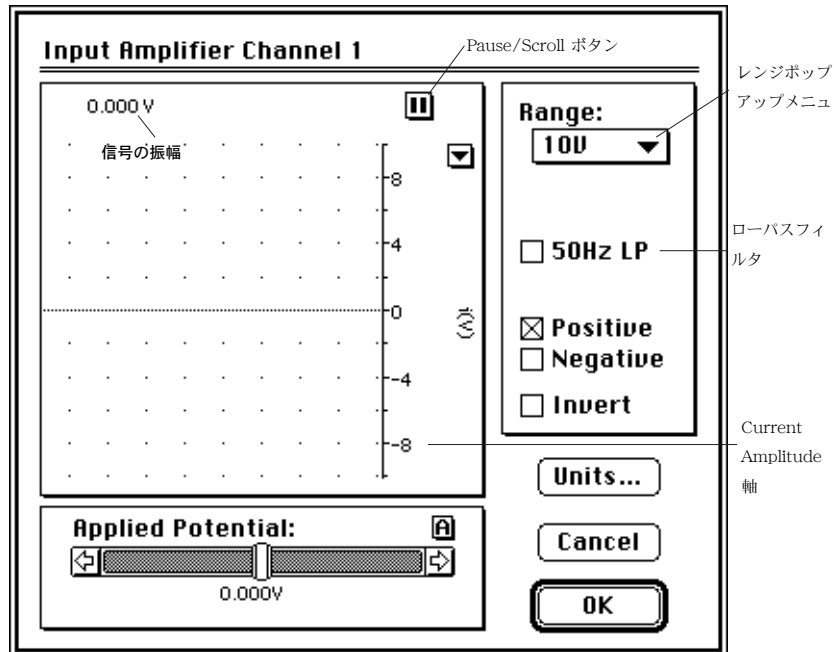 Input Amplifier Channel 1
Pause/Scroll ボタン
レンジポップ
アップメニュ
0.000 V
信号の振幅
Range:
10V
8
4
0
-4
-8
i(V)
50Hz LP
ローパスフィ
ルタ
Positive
Negative
Invert
Current
Amplitude
軸
Units...
Applied Potential:
A
0.000V
Cancel
OK